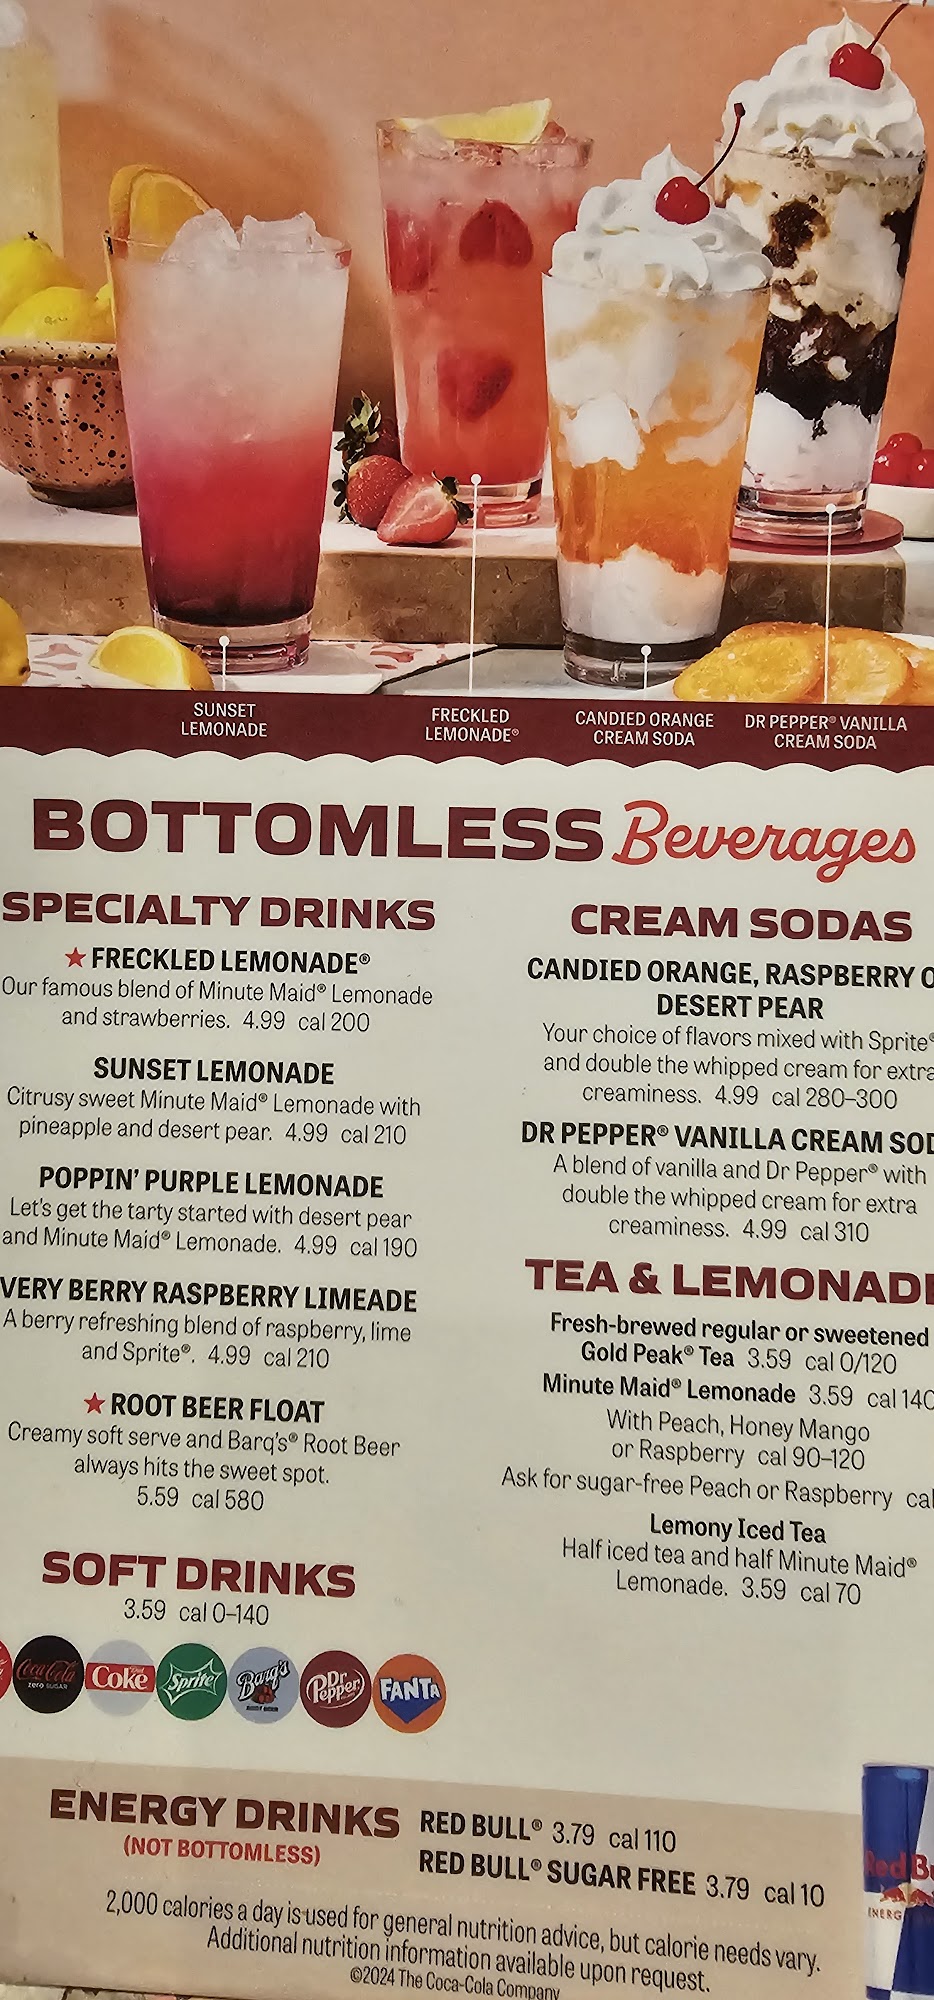 SUNSET
LEMONADE
FRECKLED
LEMONADE®
CANDIED ORANGE
CREAM SODA
DR PEPPER® VANILLA
CREAM SODA
BOTTOMLESS Beverages
SPECIALTY DRINKS
★ FRECKLED LEMONADE®
Our famous blend of Minute Maid® Lemonade
and strawberries. 4.99 cal 200
SUNSET LEMONADE
Citrusy sweet Minute Maid® Lemonade with
pineapple and desert pear. 4.99 cal 210
POPPIN' PURPLE LEMONADE
Let's get the tarty started with desert pear
and Minute Maid® Lemonade. 4.99 cal 190
VERY BERRY RASPBERRY LIMEADE
A berry refreshing blend of raspberry, lime
and Sprite®. 4.99 cal 210
★ ROOT BEER FLOAT
Creamy soft serve and Barq's® Root Beer
always hits the sweet spot.
5.59 cal 580
SOFT DRINKS
3.59 cal 0–140
Coca-Cola
ZERO SUGAR
Diet
Coke
Sprite
Barq's
ROOT BEER
Dr
Pepper
FANTA
CREAM SODAS
CANDIED ORANGE, RASPBERRY O
DESERT PEAR
Your choice of flavors mixed with Sprite®
and double the whipped cream for extra
creaminess. 4.99 cal 280–300
DR PEPPER® VANILLA CREAM SOD
A blend of vanilla and Dr Pepper® with
double the whipped cream for extra
creaminess. 4.99 cal 310
TEA & LEMONAD
Fresh-brewed regular or sweetened
Gold Peak® Tea 3.59 cal 0/120
Minute Maid® Lemonade 3.59 cal 140
With Peach, Honey Mango
or Raspberry cal 90–120
Ask for sugar-free Peach or Raspberry cal
Lemony Iced Tea
Half iced tea and half Minute Maid®
Lemonade. 3.59 cal 70
ENERGY DRINKS
(NOT BOTTOMLESS)
RED BULL® 3.79 cal 110
RED BULL® SUGAR FREE 3.79 cal 10
Red Bu
ENERG
2,000 calories a day is used for general nutrition advice, but calorie needs vary.
Additional nutrition information available upon request.
©2024 The Coca-Cola Company